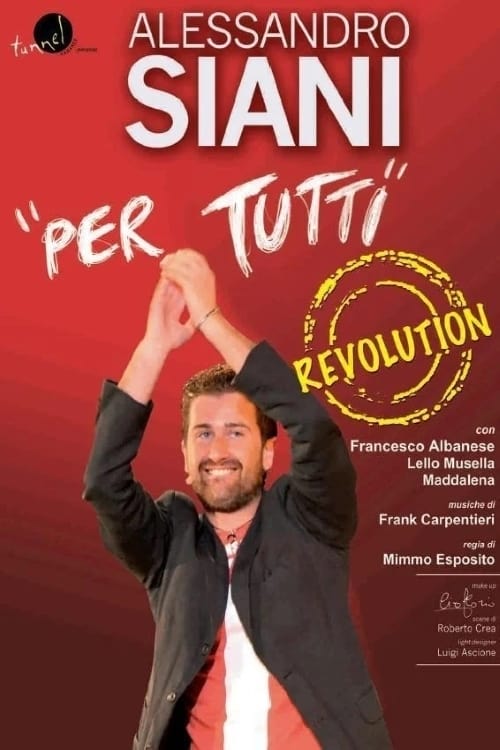 tunnel
ALESSANDRO
SIANI
"PER TUTTI"
REVOLUTION
con
Francesco Albanese
Lello Musella
Maddalena
musiche di
Frank Carpentieri
regia di
Mimmo Esposito
make up
scene di
Roberto Crea
light designer
Luigi Ascione